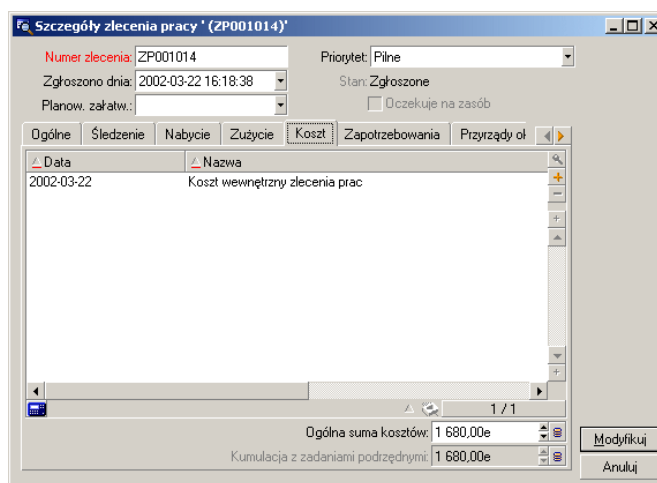 Szczegóły zlecenia pracy ' (ZP001014)'
Numer zlecenia: ZP001014 Priorytet: Pilne
Zgłoszono dnia: 2002-03-22 16:18:38 Stan: Zgłoszone
Planow. załatw.: Oczekuje na zasób
Ogólne Śledzenie Nabycie Zużycie Koszt Zapotrzebowania Przyrządy oł
Data Nazwa
2002-03-22 Koszt wewnętrzny zlecenia prac
1 / 1
Ogólna suma kosztów: 1 680,00e
Kumulacja z zadaniami podrzędnymi: 1 680,00e
Modyfikuj
Anuluj